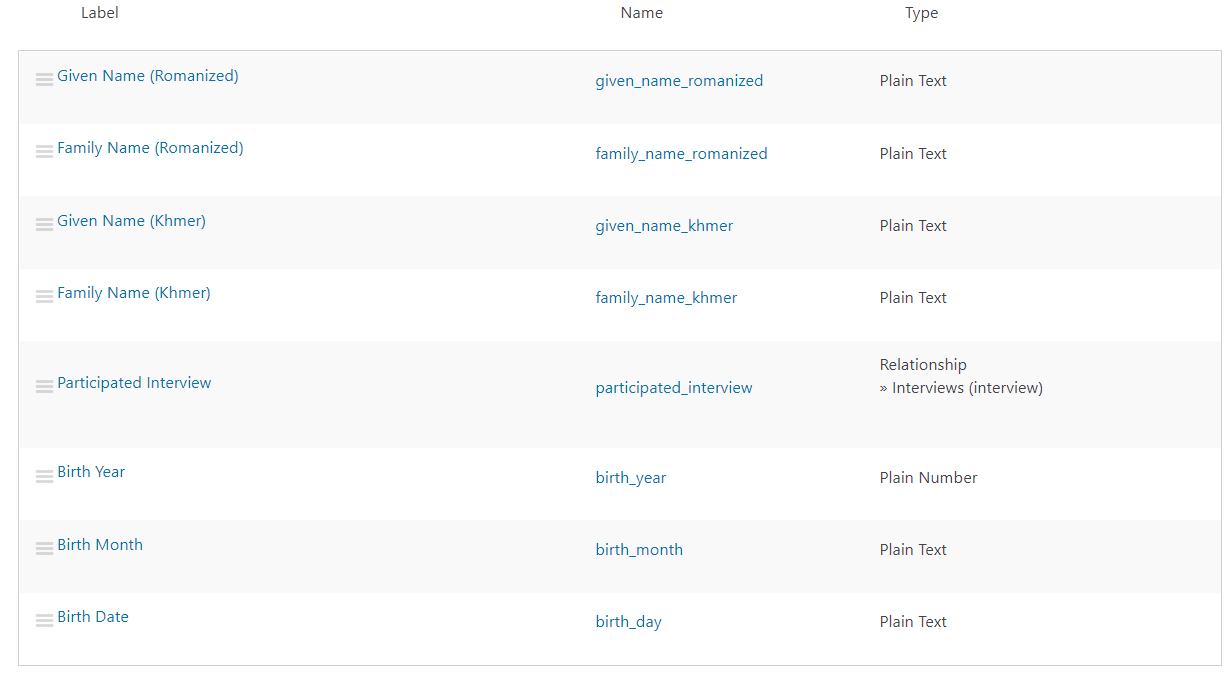 Label Name Type
Given Name (Romanized) given_name_romanized Plain Text
Family Name (Romanized) family_name_romanized Plain Text
Given Name (Khmer) given_name_khmer Plain Text
Family Name (Khmer) family_name_khmer Plain Text
Participated Interview participated_interview Relationship
» Interviews (interview)
Birth Year birth_year Plain Number
Birth Month birth_month Plain Text
Birth Date birth_day Plain Text